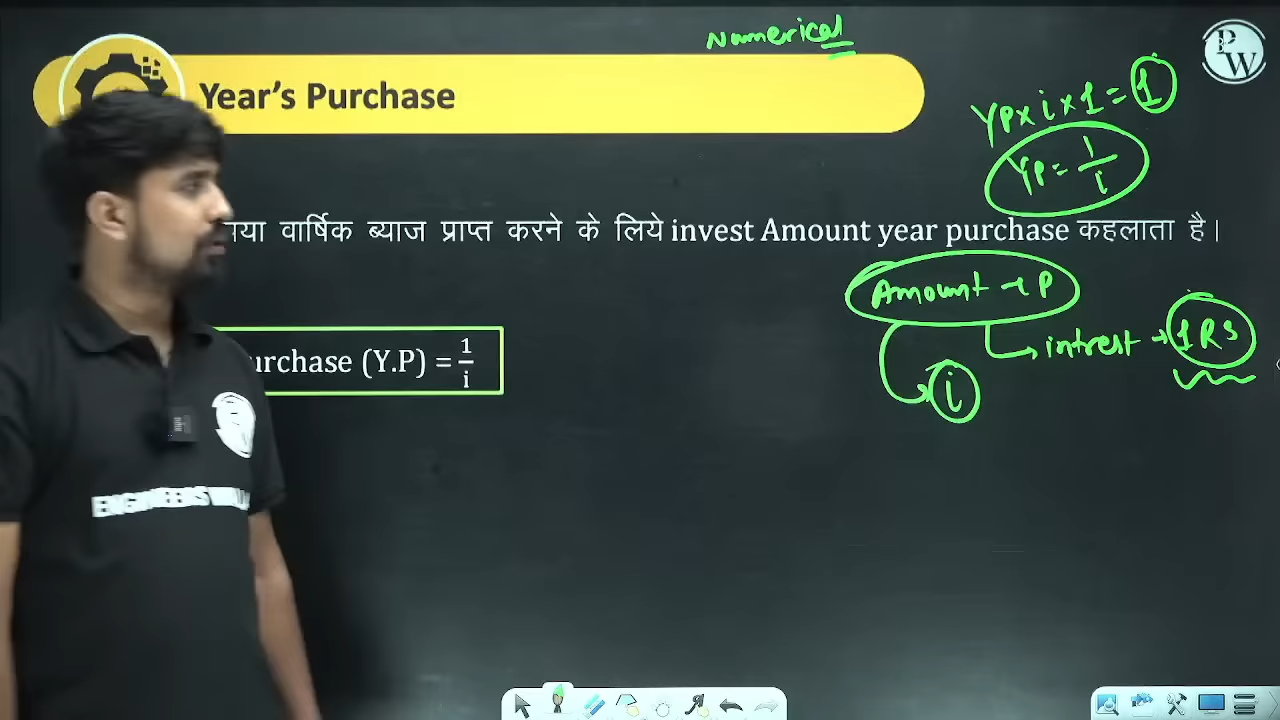 Numerical
PW
Year's Purchase
YP x i x 1 = 1
YP = 1/i
वार्षिक ब्याज प्राप्त करने के लिये invest Amount year purchase कहलाता है।
Amount → P
intrest → 1 RS
(Y.P) = 1/i
i